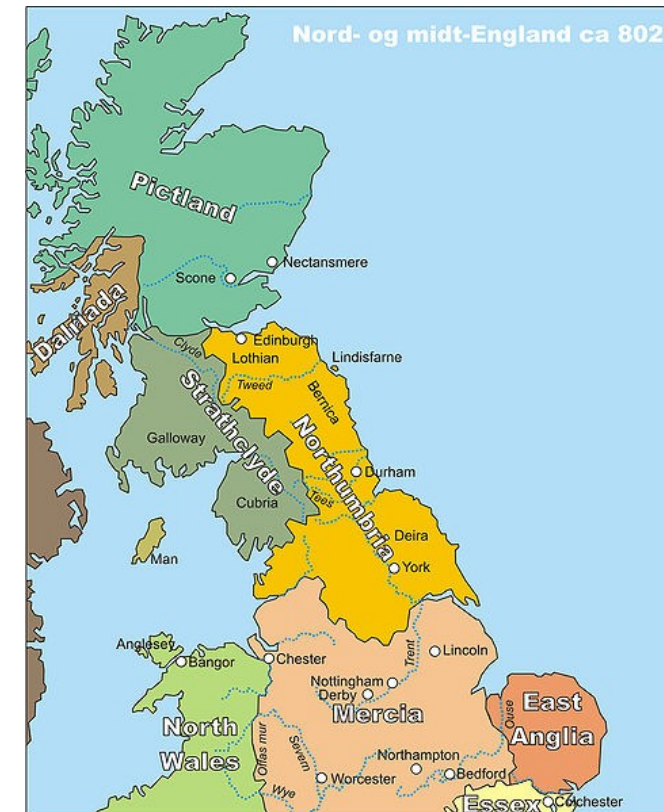 Nord- og midt-England ca 802
Pictland
Nectansmere
Scone
Dalriada
Clyde
Edinburgh
Lothian
Lindisfarne
Tweed
Strathclyde
Bernica
Galloway
Northumbria
Durham
Cubria
Tees
Deira
Man
York
Anglesey
Bangor
Chester
Trent
Lincoln
Nottingham
Derby
Mercia
East
Anglia
Ouse
North
Wales
Offas mur
Severn
Northampton
Bedford
Worcester
Wye
Essex
Colchester